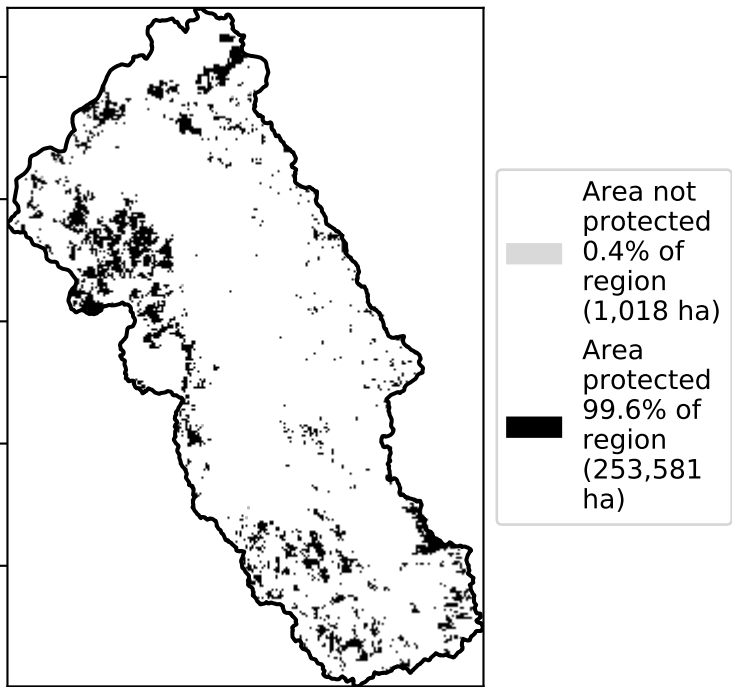 Area not
protected
0.4% of
region
(1,018 ha)
Area
protected
99.6% of
region
(253,581
ha)